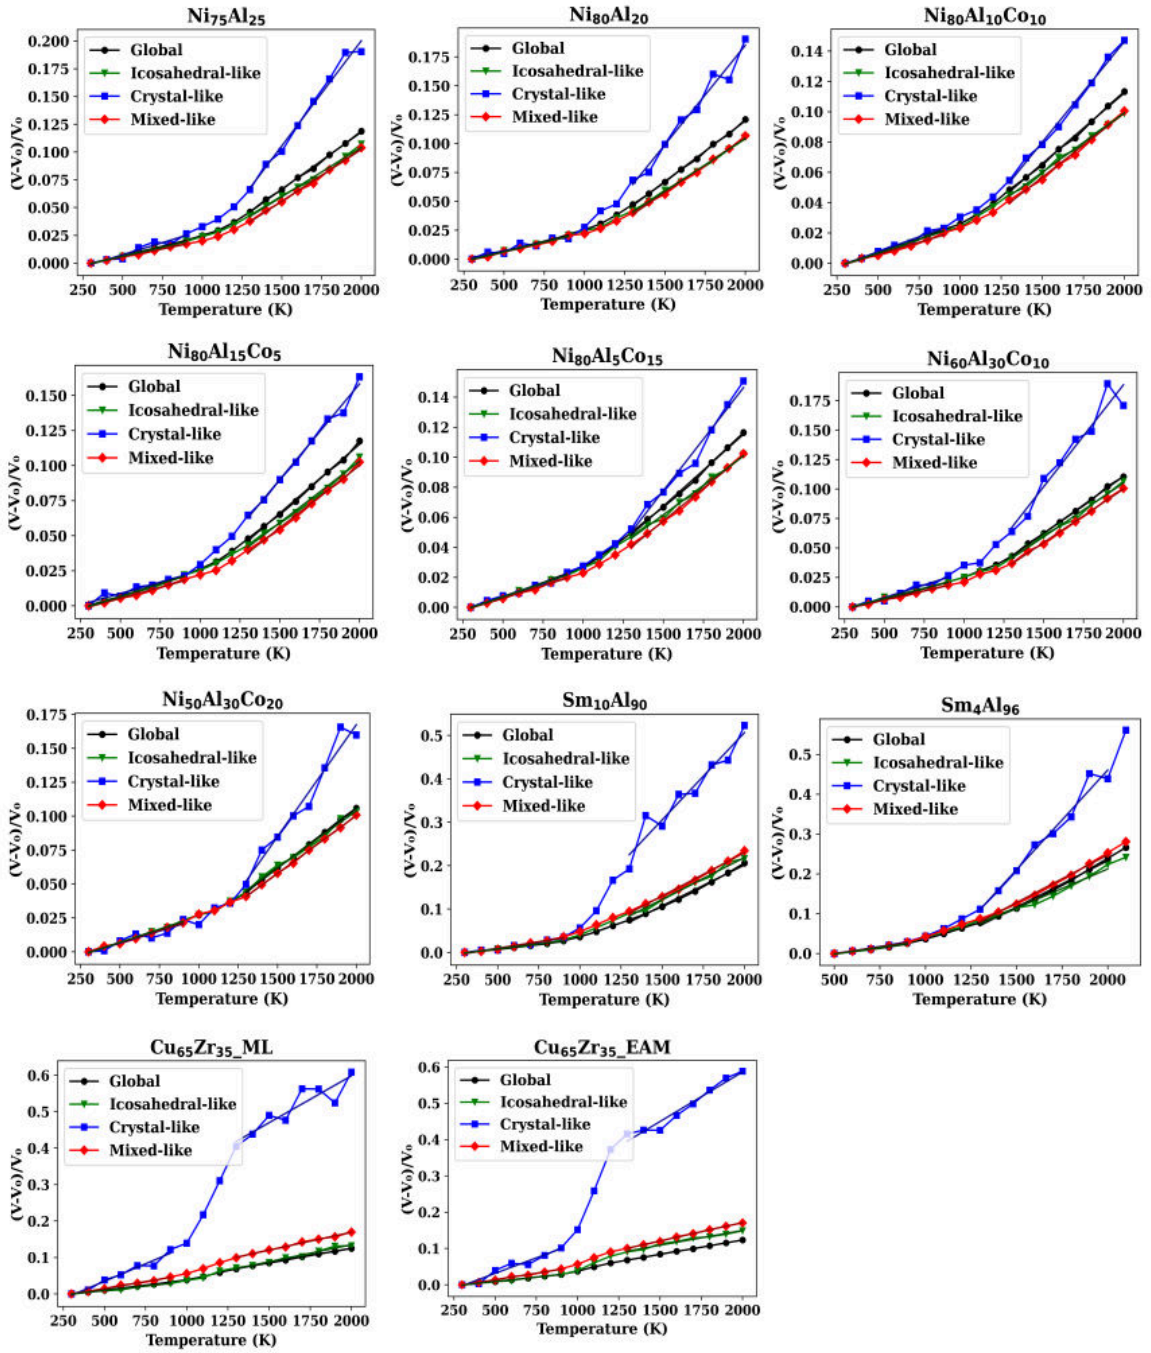 Ni₇₅Al₂₅
Global
Icosahedral-like
Crystal-like
Mixed-like
(V-V₀)/V₀
0.200
0.175
0.150
0.125
0.100
0.075
0.050
0.025
0.000
250 500 750 1000 1250 1500 1750 2000
Temperature (K)
Ni₈₀Al₂₀
Global
Icosahedral-like
Crystal-like
Mixed-like
(V-V₀)/V₀
0.175
0.150
0.125
0.100
0.075
0.050
0.025
0.000
250 500 750 1000 1250 1500 1750 2000
Temperature (K)
Ni₈₀Al₁₀Co₁₀
Global
Icosahedral-like
Crystal-like
Mixed-like
(V-V₀)/V₀
0.14
0.12
0.10
0.08
0.06
0.04
0.02
0.00
250 500 750 1000 1250 1500 1750 2000
Temperature (K)
Ni₈₀Al₁₅Co₅
Global
Icosahedral-like
Crystal-like
Mixed-like
(V-V₀)/V₀
0.150
0.125
0.100
0.075
0.050
0.025
0.000
250 500 750 1000 1250 1500 1750 2000
Temperature (K)
Ni₈₀Al₅Co₁₅
Global
Icosahedral-like
Crystal-like
Mixed-like
(V-V₀)/V₀
0.14
0.12
0.10
0.08
0.06
0.04
0.02
0.00
250 500 750 1000 1250 1500 1750 2000
Temperature (K)
Ni₆₀Al₃₀Co₁₀
Global
Icosahedral-like
Crystal-like
Mixed-like
(V-V₀)/V₀
0.175
0.150
0.125
0.100
0.075
0.050
0.025
0.000
250 500 750 1000 1250 1500 1750 2000
Temperature (K)
Ni₅₀Al₃₀Co₂₀
Global
Icosahedral-like
Crystal-like
Mixed-like
(V-V₀)/V₀
0.175
0.150
0.125
0.100
0.075
0.050
0.025
0.000
250 500 750 1000 1250 1500 1750 2000
Temperature (K)
Sm₁₀Al₉₀
Global
Icosahedral-like
Crystal-like
Mixed-like
(V-V₀)/V₀
0.5
0.4
0.3
0.2
0.1
0.0
250 500 750 1000 1250 1500 1750 2000
Temperature (K)
Sm₄Al₉₆
Global
Icosahedral-like
Crystal-like
Mixed-like
(V-V₀)/V₀
0.5
0.4
0.3
0.2
0.1
0.0
500 750 1000 1250 1500 1750 2000
Temperature (K)
Cu₆₅Zr₃₅_ML
Global
Icosahedral-like
Crystal-like
Mixed-like
(V-V₀)/V₀
0.6
0.5
0.4
0.3
0.2
0.1
0.0
250 500 750 1000 1250 1500 1750 2000
Temperature (K)
Cu₆₅Zr₃₅_EAM
Global
Icosahedral-like
Crystal-like
Mixed-like
(V-V₀)/V₀
0.6
0.5
0.4
0.3
0.2
0.1
0.0
250 500 750 1000 1250 1500 1750 2000
Temperature (K)